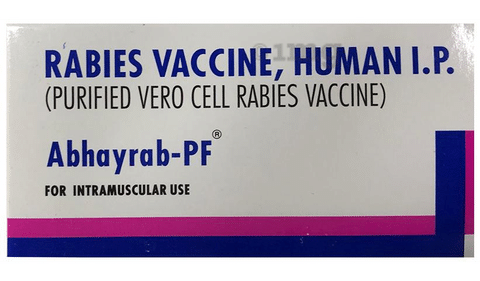 RABIES VACCINE, HUMAN I.P.
(PURIFIED VERO CELL RABIES VACCINE)
Abhayrab-PF®
FOR INTRAMUSCULAR USE